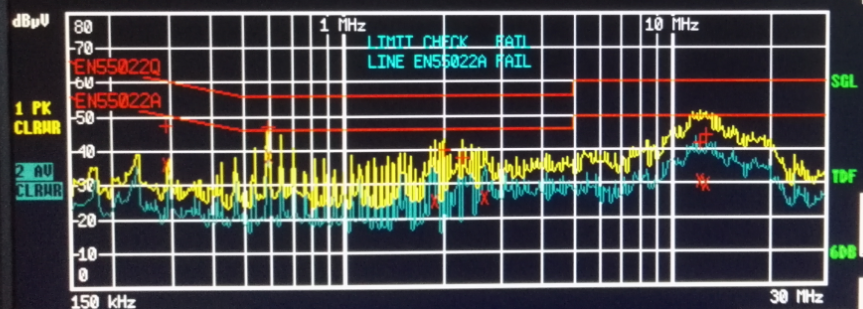 dBµV
80
1 MHz
10 MHz
LIMIT CHECK FAIL
70
LINE EN55022A FAIL
EN55022Q
60
SGL
EN55022A
1 PK
CLRWR
50
40
2 AV
CLRWR
30
TDF
20
10
6DB
0
150 kHz
30 MHz